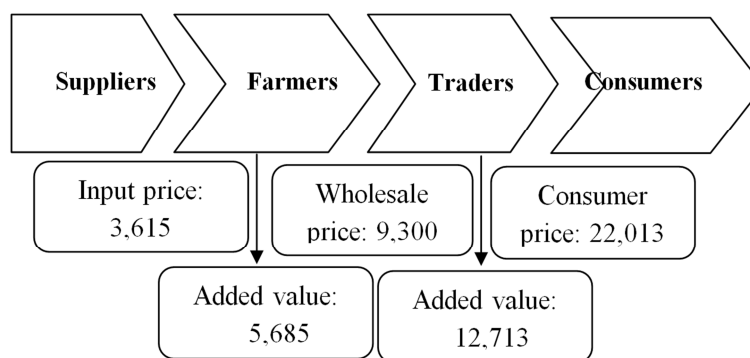 Suppliers
Farmers
Traders
Consumers
Input price:
3,615
Wholesale
price: 9,300
Consumer
price: 22,013
Added value:
5,685
Added value:
12,713